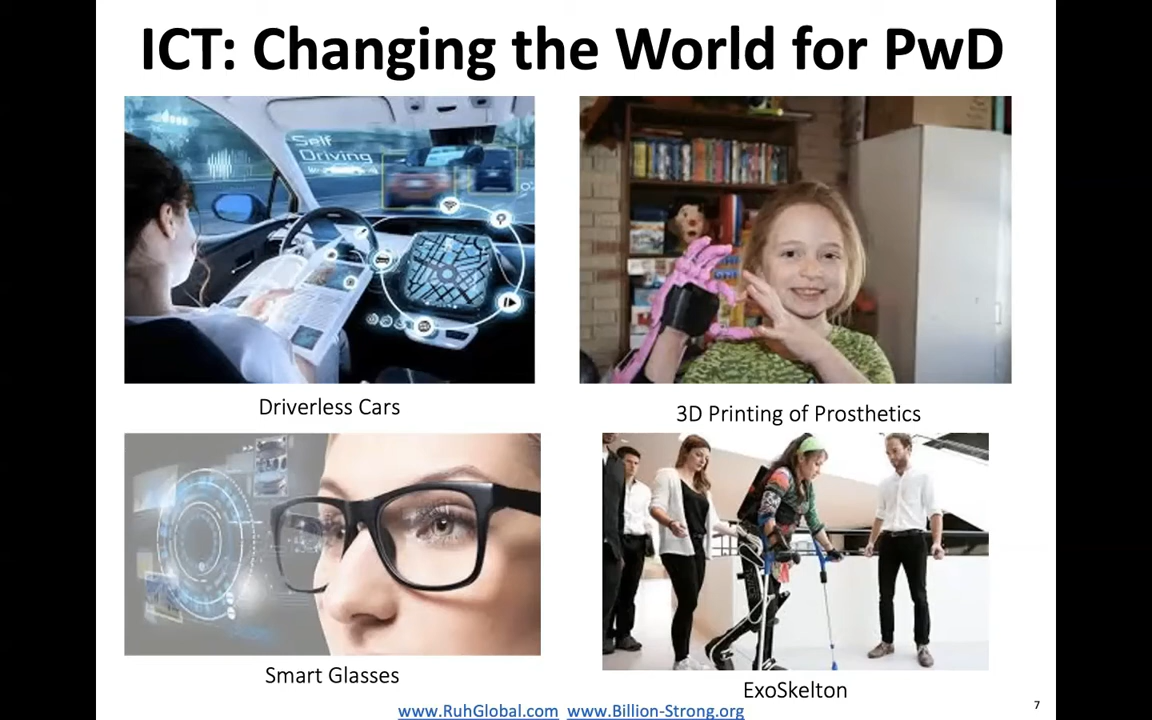 ICT: Changing the World for PwD
Self
Driving
Driverless Cars
3D Printing of Prosthetics
Smart Glasses
ExoSkelton
www.RuhGlobal.com www.Billion-Strong.org
7